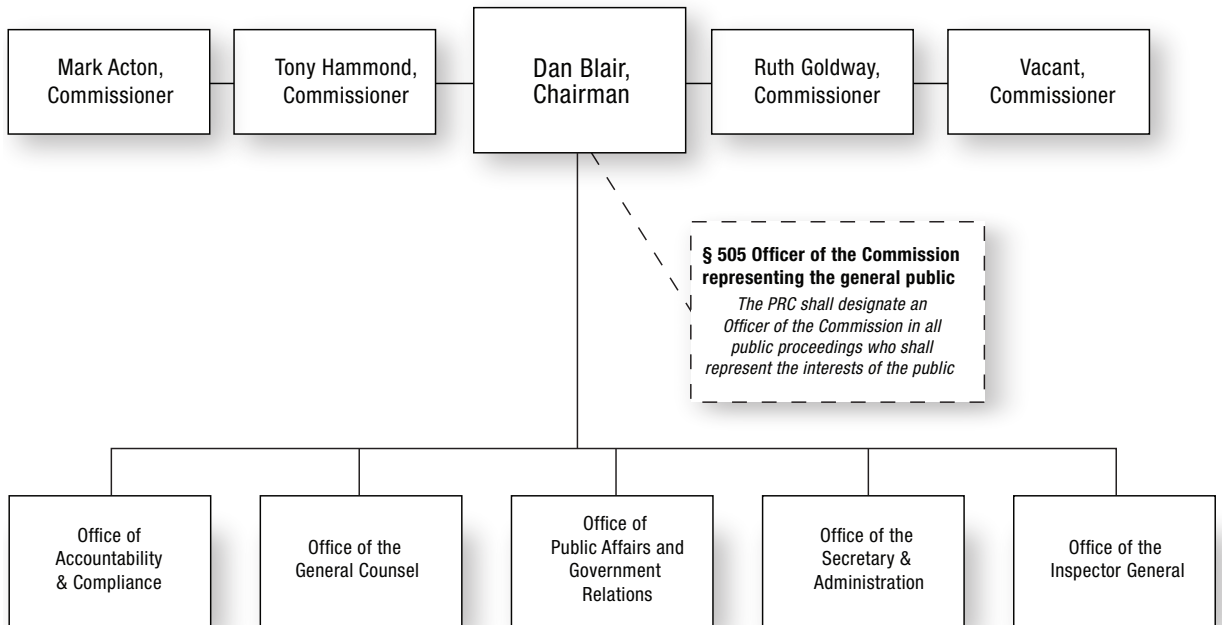 Mark Acton,
Commissioner
Tony Hammond,
Commissioner
Dan Blair,
Chairman
Ruth Goldway,
Commissioner
Vacant,
Commissioner
§ 505 Officer of the Commission
representing the general public
The PRC shall designate an
Officer of the Commission in all
public proceedings who shall
represent the interests of the public
Office of
Accountability
& Compliance
Office of the
General Counsel
Office of
Public Affairs and
Government
Relations
Office of the
Secretary &
Administration
Office of the
Inspector General